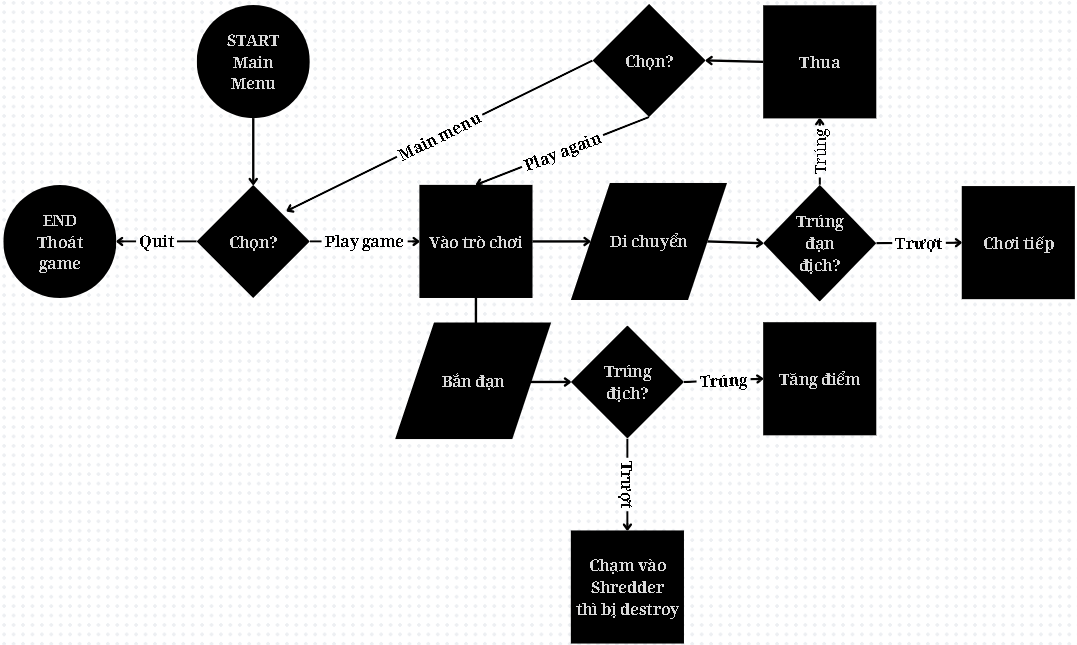 START
Main
Menu
Chọn?
Thua
Main menu
Play again
Trúng
END
Thoát
game
Quit
Chọn?
Play game
Vào trò chơi
Di chuyển
Trúng
đạn
địch?
Trượt
Chơi tiếp
Bắn đạn
Trúng
địch?
Trúng
Tăng điểm
Trượt
Chạm vào
Shredder
thì bị destroy